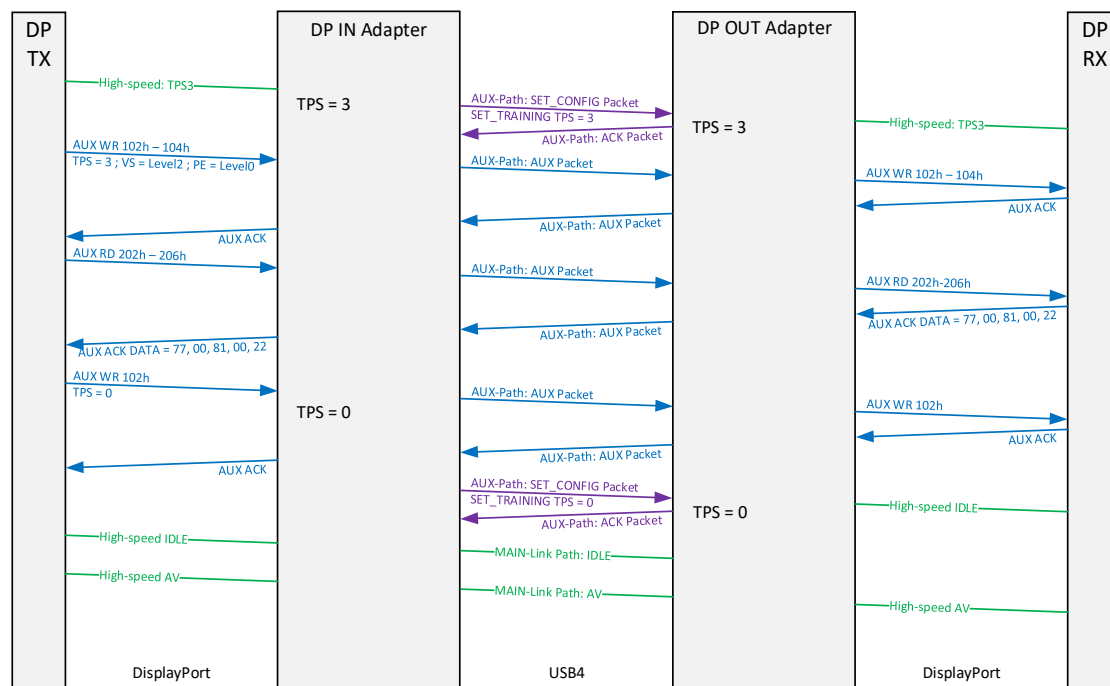 DP
TX
DP IN Adapter
DP OUT Adapter
DP
RX
High-speed: TPS3
TPS = 3
AUX-Path: SET_CONFIG Packet
SET_TRAINING TPS = 3
AUX-Path: ACK Packet
TPS = 3
High-speed: TPS3
AUX WR 102h – 104h
TPS = 3 ; VS = Level2 ; PE = Level0
AUX-Path: AUX Packet
AUX WR 102h – 104h
AUX ACK
AUX-Path: AUX Packet
AUX ACK
AUX RD 202h – 206h
AUX-Path: AUX Packet
AUX RD 202h-206h
AUX ACK DATA = 77, 00, 81, 00, 22
AUX-Path: AUX Packet
AUX ACK DATA = 77, 00, 81, 00, 22
AUX WR 102h
TPS = 0
TPS = 0
AUX-Path: AUX Packet
AUX WR 102h
AUX ACK
AUX-Path: AUX Packet
AUX ACK
AUX-Path: SET_CONFIG Packet
SET_TRAINING TPS = 0
AUX-Path: ACK Packet
TPS = 0
High-speed IDLE
High-speed IDLE
MAIN-Link Path: IDLE
High-speed AV
MAIN-Link Path: AV
High-speed AV
DisplayPort
USB4
DisplayPort